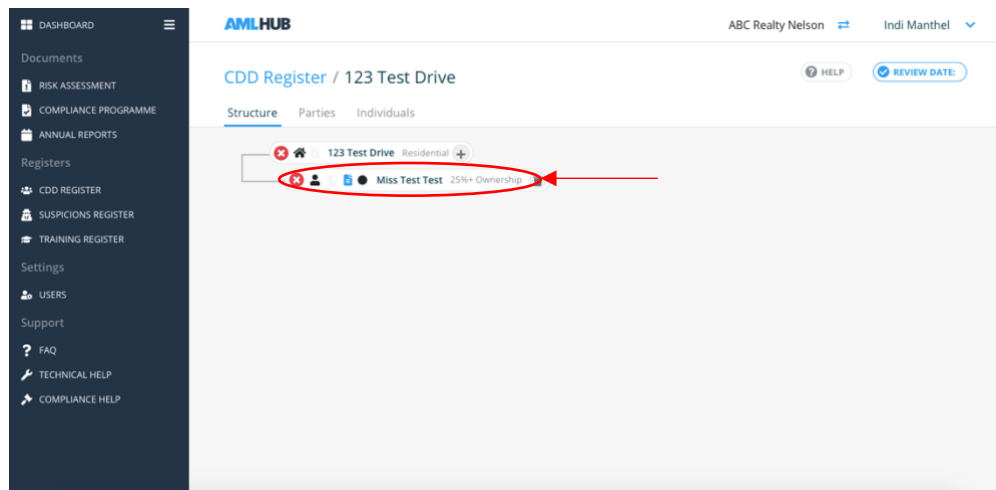 DASHBOARD
AMLHUB
ABC Realty Nelson
Indi Manthel
Documents
RISK ASSESSMENT
COMPLIANCE PROGRAMME
ANNUAL REPORTS
Registers
CDD REGISTER
SUSPICIONS REGISTER
TRAINING REGISTER
Settings
USERS
Support
? FAQ
TECHNICAL HELP
COMPLIANCE HELP
CDD Register / 123 Test Drive
? HELP
REVIEW DATE:
Structure Parties Individuals
123 Test Drive Residential +
Miss Test Test 25%+ Ownership